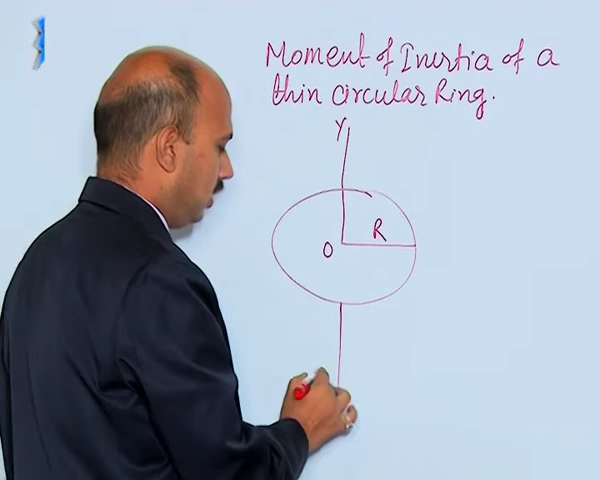 Moment of Inertia of a
thin circular Ring.
Y
R
O